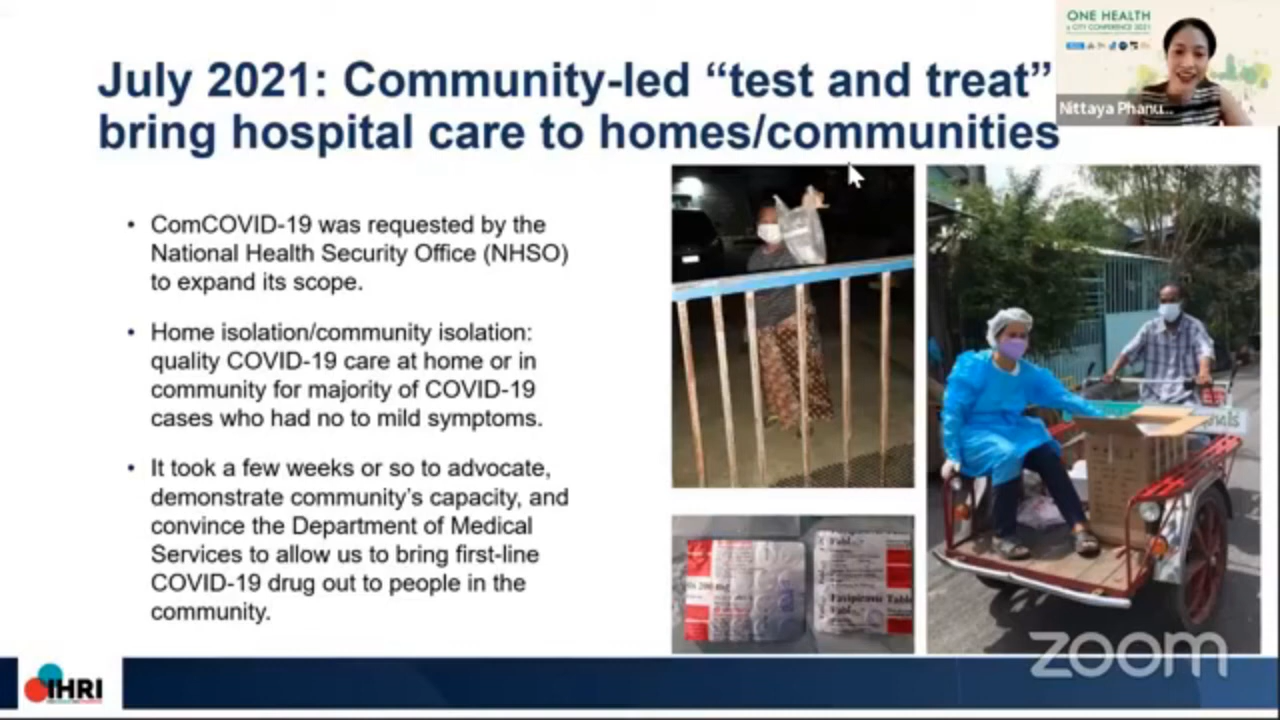 ONE HEALTH
CITY CONFERENCE 2021
Nittaya Phanu...
July 2021: Community-led “test and treat”
bring hospital care to homes/communities
• ComCOVID-19 was requested by the
National Health Security Office (NHSO)
to expand its scope.
• Home isolation/community isolation:
quality COVID-19 care at home or in
community for majority of COVID-19
cases who had no to mild symptoms.
• It took a few weeks or so to advocate,
demonstrate community’s capacity, and
convince the Department of Medical
Services to allow us to bring first-line
COVID-19 drug out to people in the
community.
200 mg
Favipiravir Table
IHRI
zoom